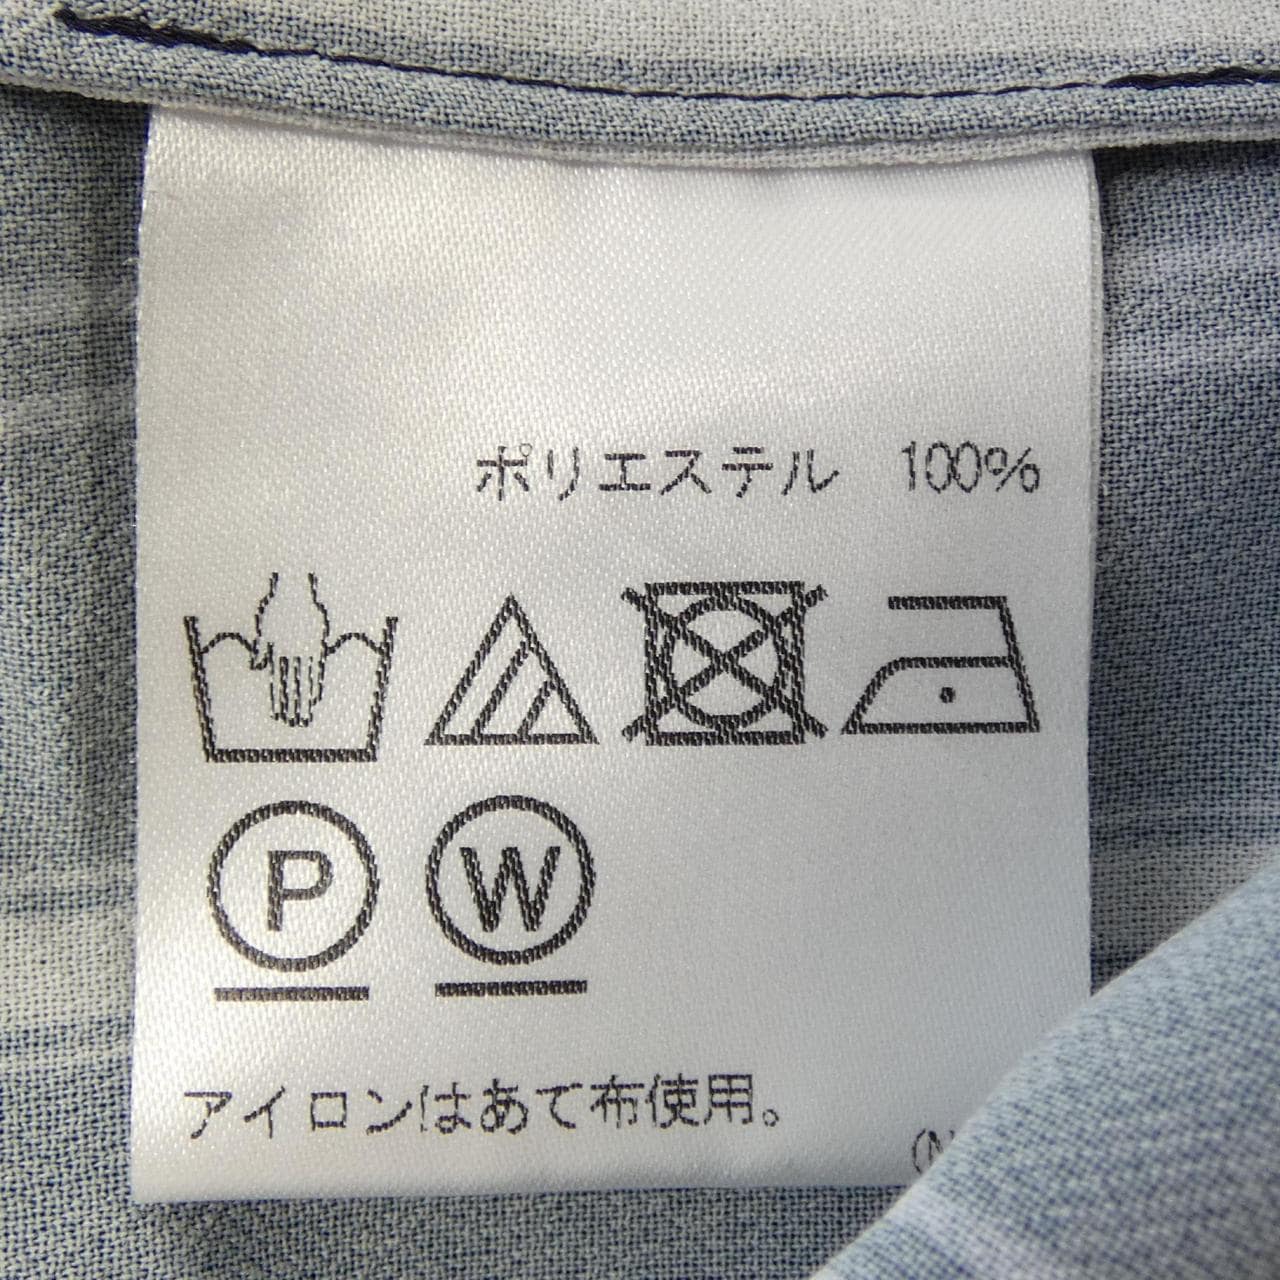 ポリエステル 100%
P W
アイロンはあて布使用。
(N